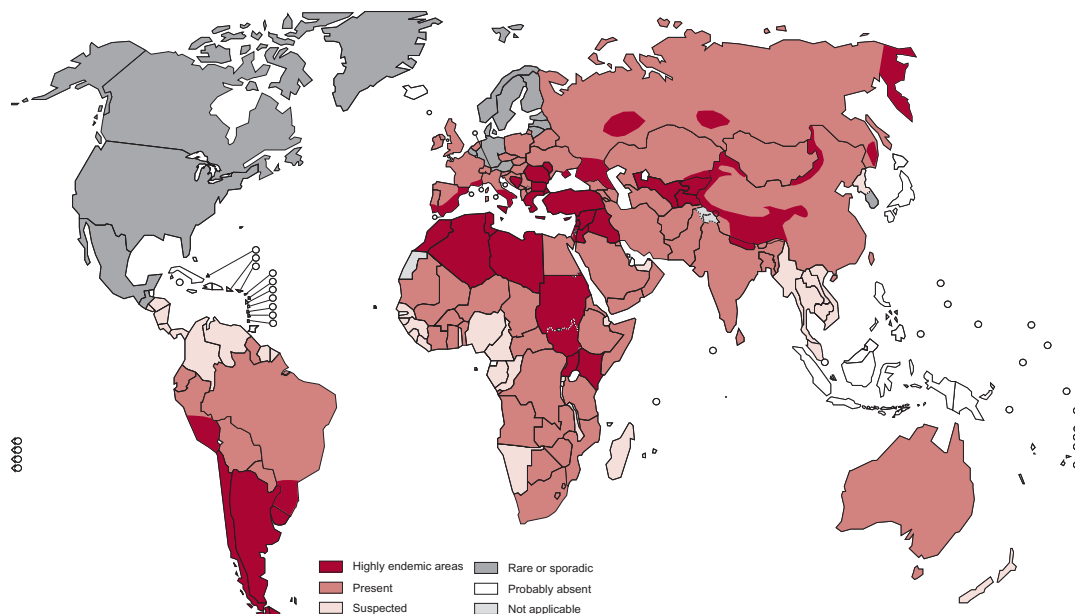 Highly endemic areas
Present
Suspected
Rare or sporadic
Probably absent
Not applicable